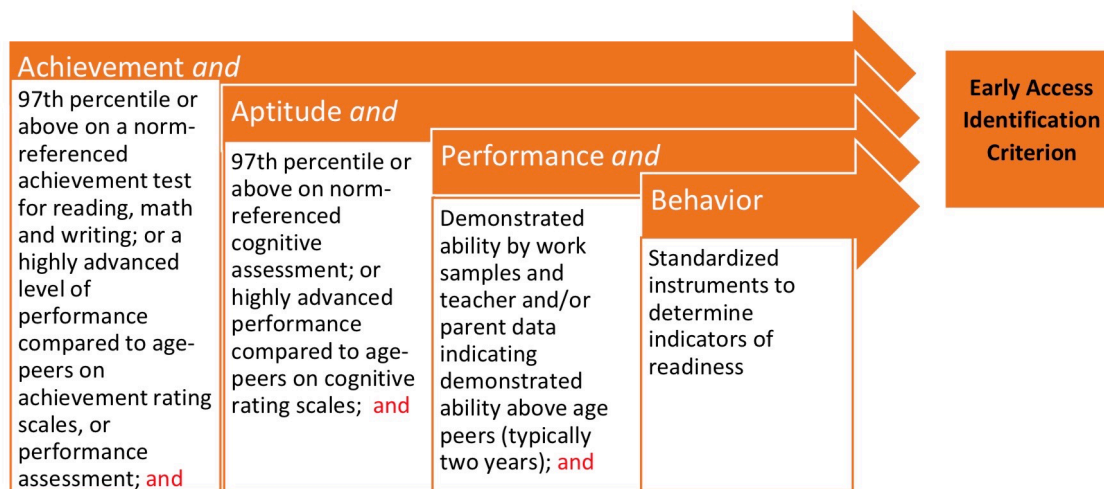 Achievement and
97th percentile or
above on a norm-
referenced
achievement test
for reading, math
and writing; or a
highly advanced
level of
performance
compared to age-
peers on
achievement rating
scales, or
performance
assessment; and
Aptitude and
97th percentile or
above on norm-
referenced
cognitive
assessment; or
highly advanced
performance
compared to age-
peers on cognitive
rating scales; and
Performance and
Demonstrated
ability by work
samples and
teacher and/or
parent data
indicating
demonstrated
ability above age
peers (typically
two years); and
Behavior
Standardized
instruments to
determine
indicators of
readiness
Early Access
Identification
Criterion